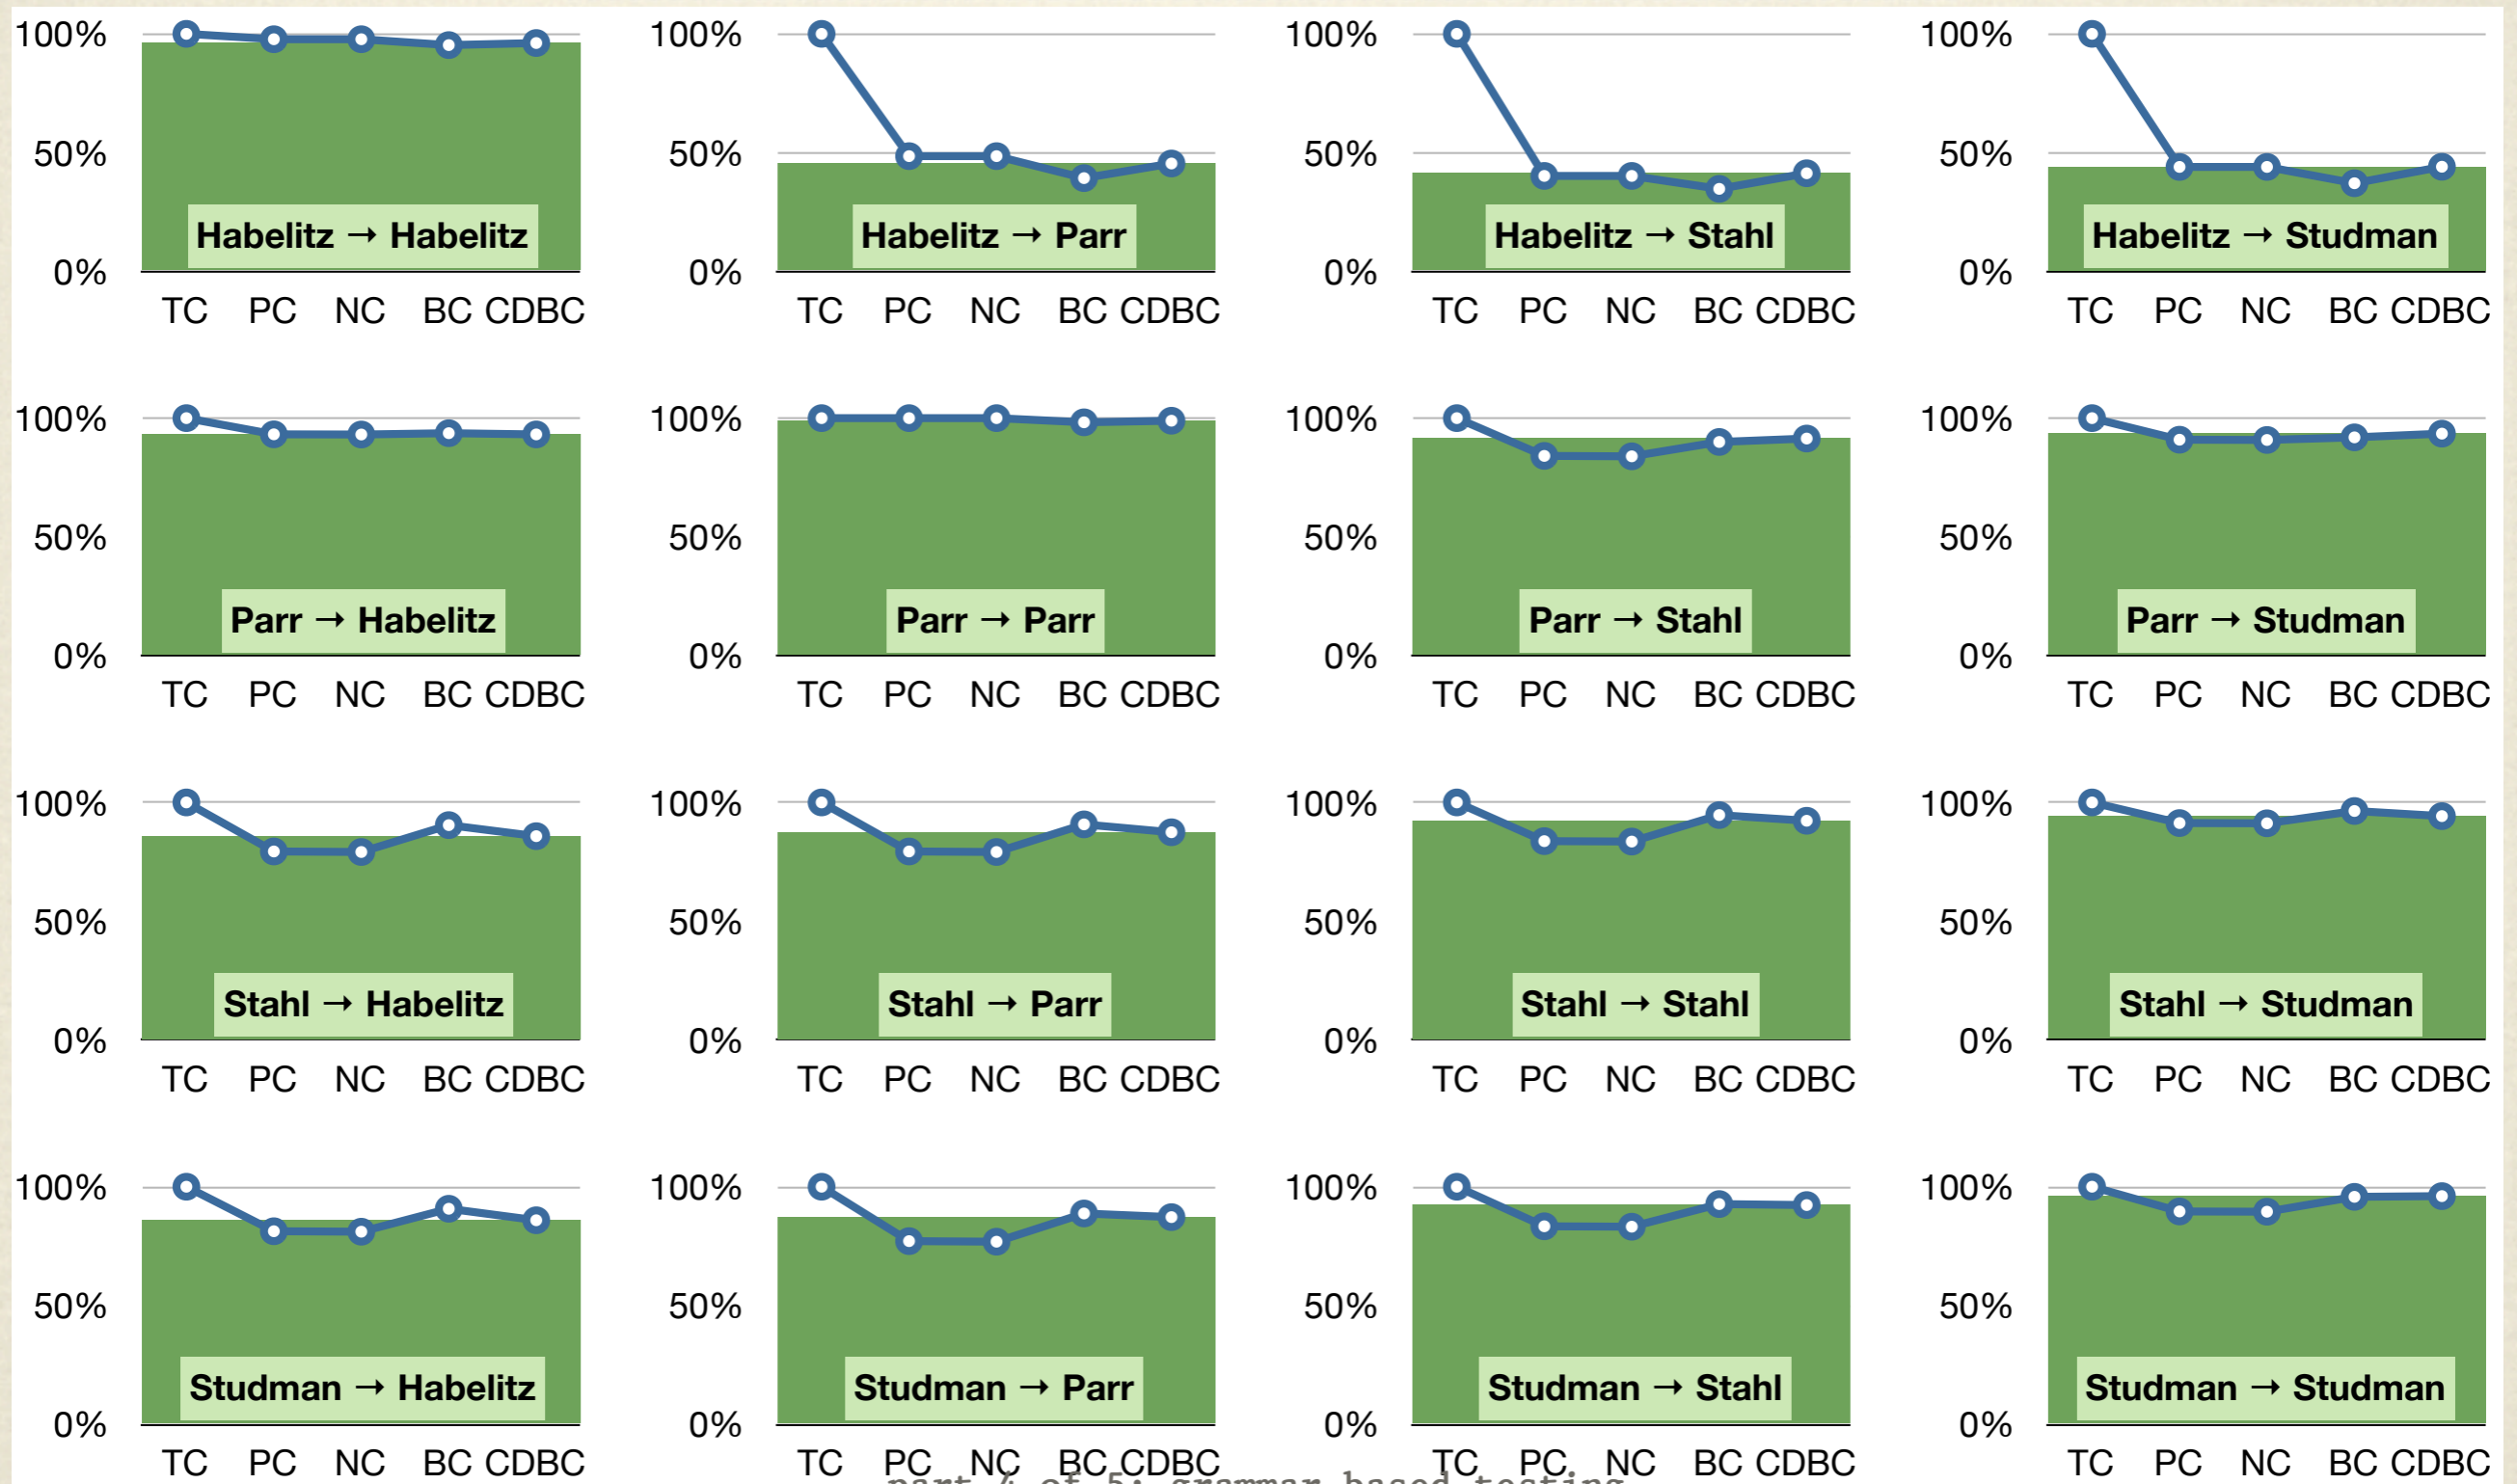 100% 100% 100% 100%
50% 50% 50% 50%
Habelitz → Habelitz Habelitz → Parr Habelitz → Stahl Habelitz → Studman
0% 0% 0% 0%
TC PC NC BC CDBC TC PC NC BC CDBC TC PC NC BC CDBC TC PC NC BC CDBC
100% 100% 100% 100%
50% 50% 50% 50%
Parr → Habelitz Parr → Parr Parr → Stahl Parr → Studman
0% 0% 0% 0%
TC PC NC BC CDBC TC PC NC BC CDBC TC PC NC BC CDBC TC PC NC BC CDBC
100% 100% 100% 100%
50% 50% 50% 50%
Stahl → Habelitz Stahl → Parr Stahl → Stahl Stahl → Studman
0% 0% 0% 0%
TC PC NC BC CDBC TC PC NC BC CDBC TC PC NC BC CDBC TC PC NC BC CDBC
100% 100% 100% 100%
50% 50% 50% 50%
Studman → Habelitz Studman → Parr Studman → Stahl Studman → Studman
0% 0% 0% 0%
TC PC NC BC CDBC TC PC NC BC CDBC TC PC NC BC CDBC TC PC NC BC CDBC
part 4 of 5: grammar-based testing